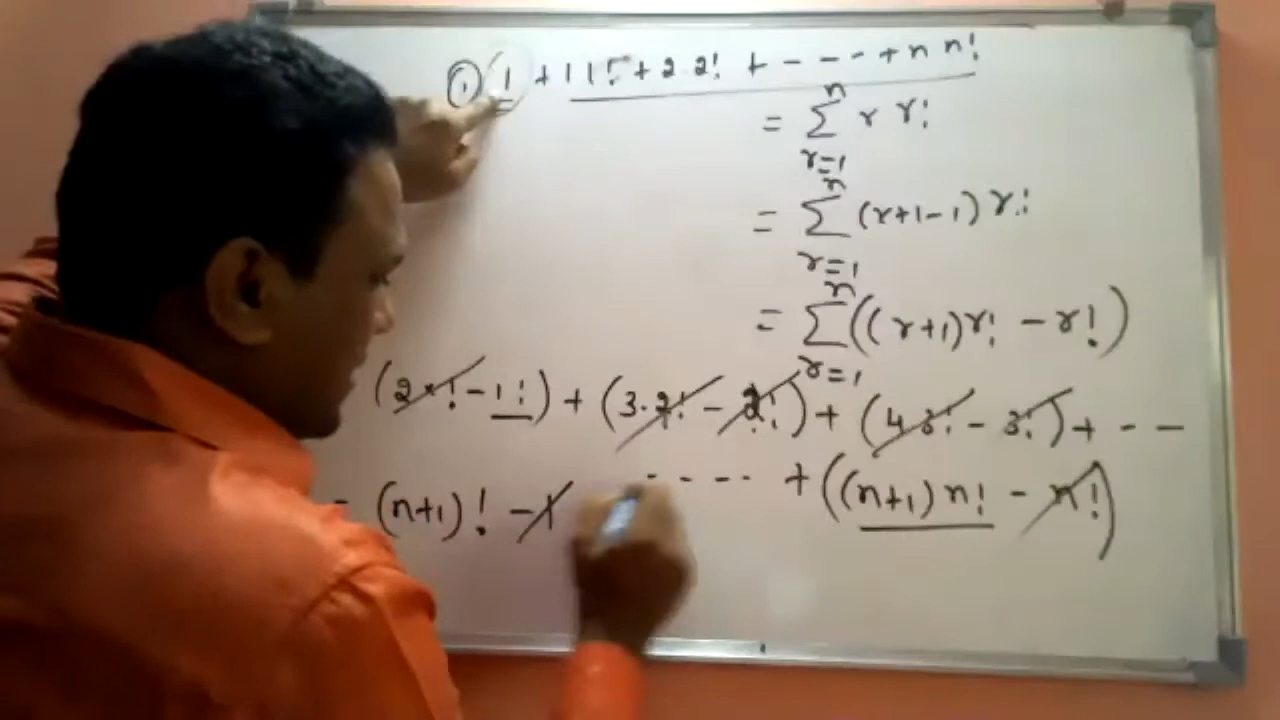 ① 1 + 1 1! + 2 2! + - - - - + n n!
= n∑r=1 r r!
= n∑r=1 (r+1-1) r!
= n∑r=1 ((r+1)r! - r!)
(2·1! - 1!) + (3·2! - 2!) + (4 3! - 3!) + - - -
= (n+1)! - 1 - - - - + ((n+1) n! - n!)